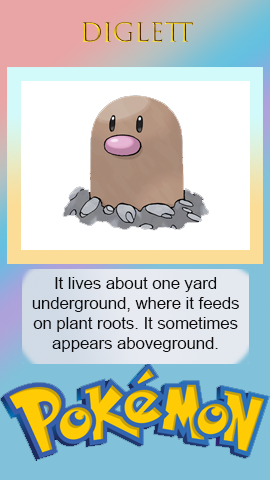 DIGLETT
It lives about one yard
underground, where it feeds
on plant roots. It sometimes
appears aboveground.
POKéMON